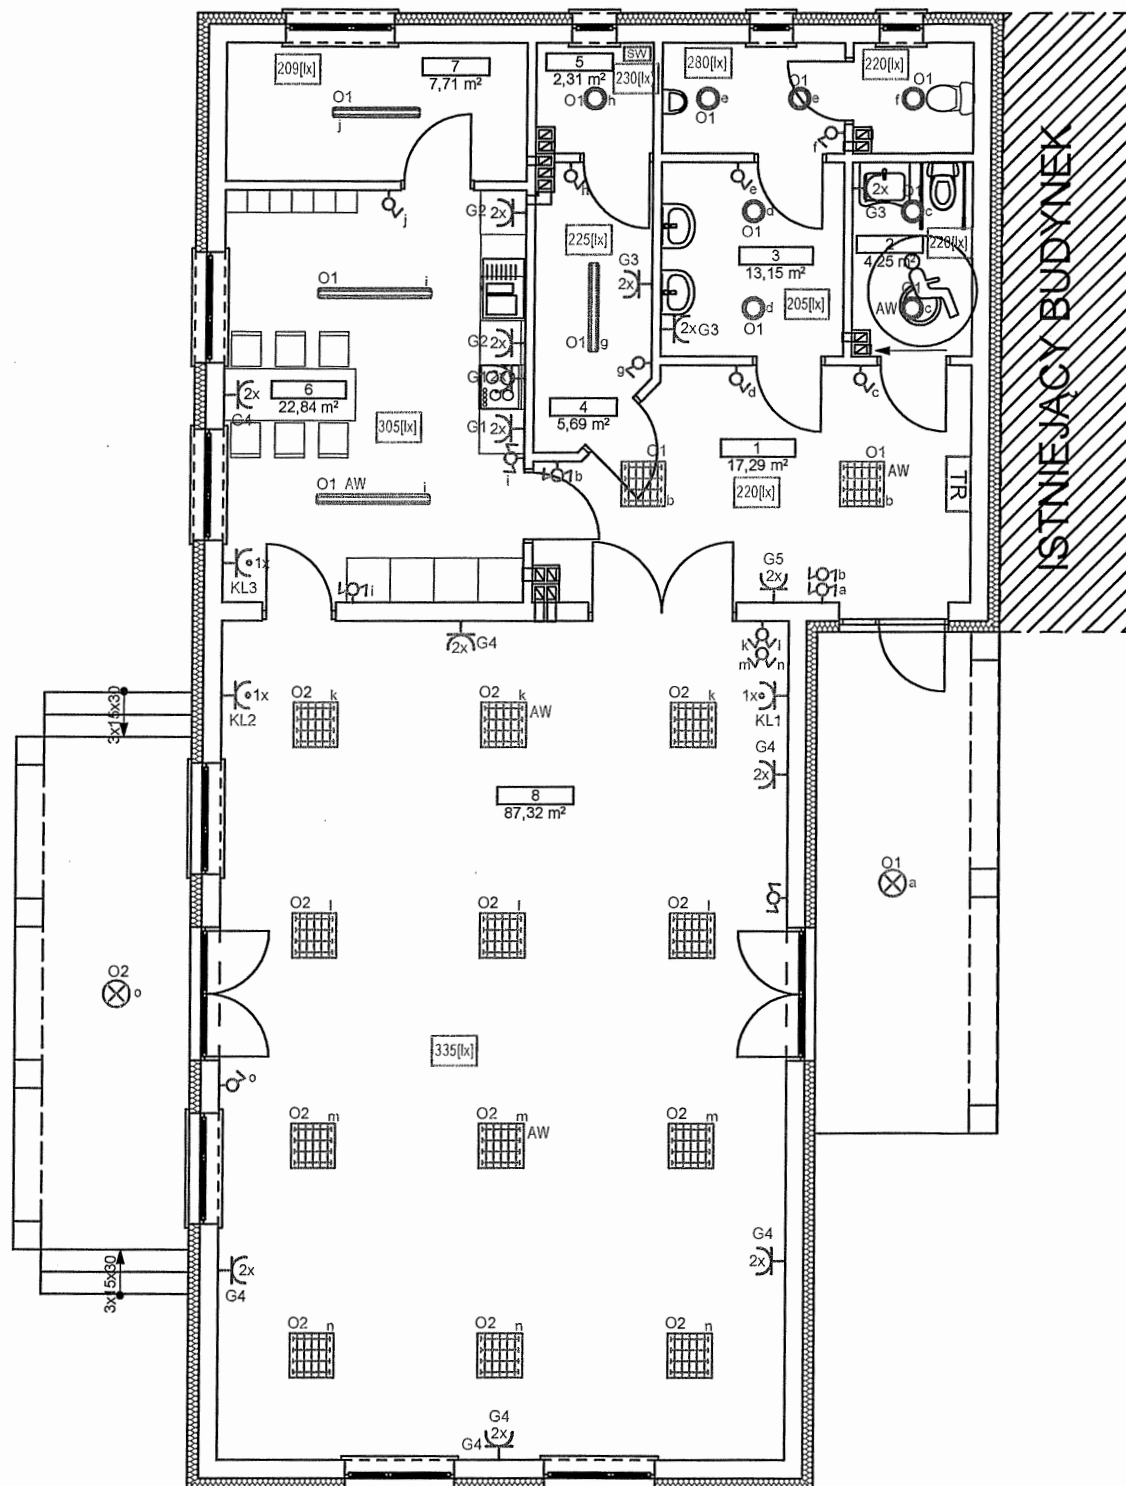 209[lx]
7
7,71 m²
O1
j
5
2,31 m²
SW
230[lx]
O1
h
280[lx]
O1
e
O1
e
220[lx]
O1
f
f
ISTNIEJĄCY BUDYNEK
j
G2
2x
h
225[lx]
G3
2x
O1
g
g
e
d
O1
3
13,15 m²
O1
d
205[lx]
2x
G3
2x
G3
O1
c
2
4,25 m²
228[lx]
O1
AW
c
O1
i
G2
2x
G1
2x
G1
2x
i
2x
G4
6
22,84 m²
305[lx]
4
5,69 m²
d
c
1
17,29 m²
220[lx]
O1
b
b
O1
AW
b
TR
O1
AW
i
1x
KL3
i
G5
2x
b
a
2x
G4
k
l
m
n
3x15x30
1x
KL2
O2
k
O2
k
AW
O2
k
1x
KL1
G4
2x
8
87,32 m²
O1
a
O2
l
O2
l
O2
l
O2
o
335[lx]
o
O2
m
O2
m
AW
O2
m
3x15x30
2x
G4
G4
2x
O2
n
O2
n
O2
n
G4
2x
G4